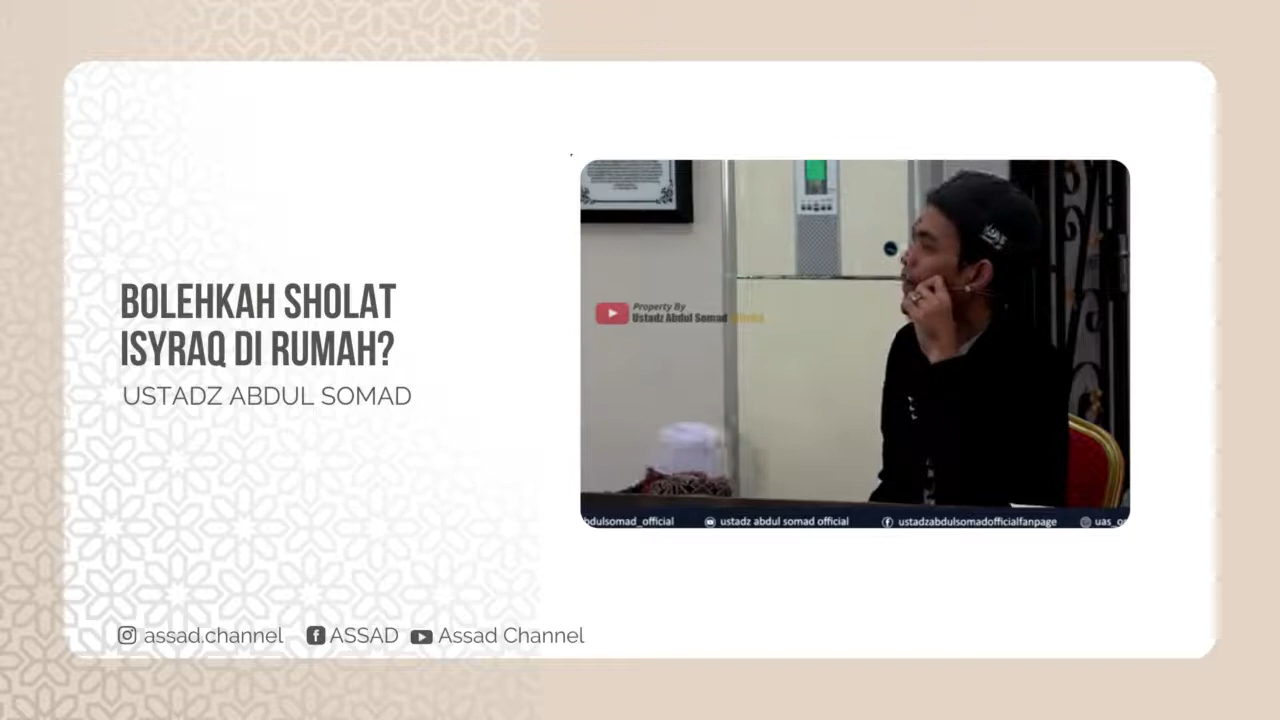 BOLEHKAH SHOLAT
ISYRAQ DI RUMAH?
USTADZ ABDUL SOMAD
Property By
Ustadz Abdul Somad
bdulsomad_official ustadz abdul somad official ustadzabdulsomadofficialfanpage uas_o
assad.channel ASSAD Assad Channel